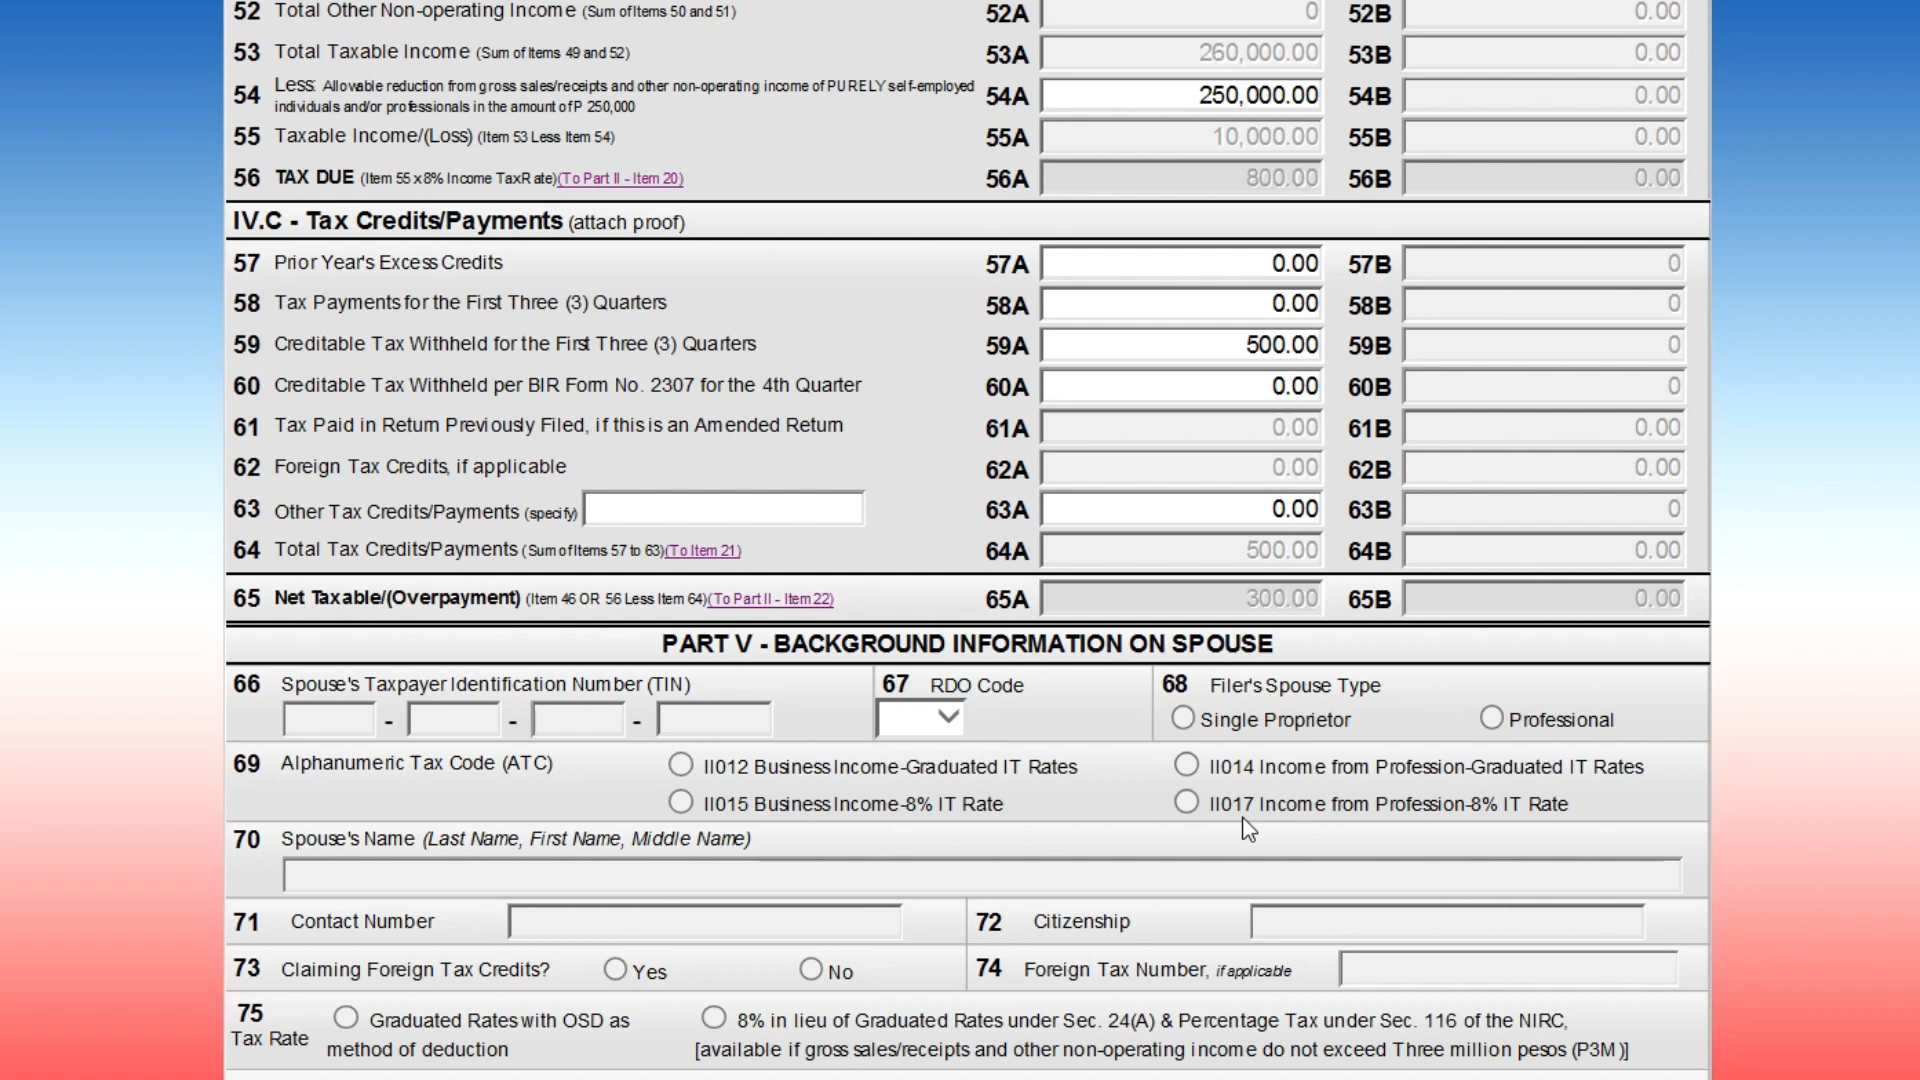 52 Total Other Non-operating Income (Sum of Items 50 and 51) 52A 0 52B 0.00
53 Total Taxable Income (Sum of Items 49 and 52) 53A 260,000.00 53B 0.00
54 Less: Allowable reduction from gross sales/receipts and other non-operating income of PURELY self-employed individuals and/or professionals in the amount of P 250,000 54A 250,000.00 54B 0.00
55 Taxable Income/(Loss) (Item 53 Less Item 54) 55A 10,000.00 55B 0.00
56 TAX DUE (Item 55 x 8% Income Tax Rate)(To Part II - Item 20) 56A 800.00 56B 0.00
IV.C - Tax Credits/Payments (attach proof)
57 Prior Year's Excess Credits 57A 0.00 57B 0
58 Tax Payments for the First Three (3) Quarters 58A 0.00 58B 0
59 Creditable Tax Withheld for the First Three (3) Quarters 59A 500.00 59B 0
60 Creditable Tax Withheld per BIR Form No. 2307 for the 4th Quarter 60A 0.00 60B 0
61 Tax Paid in Return Previously Filed, if this is an Amended Return 61A 0.00 61B 0.00
62 Foreign Tax Credits, if applicable 62A 0.00 62B 0.00
63 Other Tax Credits/Payments (specify) 63A 0.00 63B 0
64 Total Tax Credits/Payments (Sum of Items 57 to 63)(To Item 21) 64A 500.00 64B 0.00
65 Net Taxable/(Overpayment) (Item 46 OR 56 Less Item 64)(To Part II - Item 22) 65A 300.00 65B 0.00
PART V - BACKGROUND INFORMATION ON SPOUSE
66 Spouse's Taxpayer Identification Number (TIN) 67 RDO Code 68 Filer's Spouse Type
- - - Single Proprietor Professional
69 Alphanumeric Tax Code (ATC) II012 Business Income-Graduated IT Rates II014 Income from Profession-Graduated IT Rates
II015 Business Income-8% IT Rate II017 Income from Profession-8% IT Rate
70 Spouse's Name (Last Name, First Name, Middle Name)
71 Contact Number 72 Citizenship
73 Claiming Foreign Tax Credits? Yes No 74 Foreign Tax Number, if applicable
75 Tax Rate Graduated Rates with OSD as method of deduction
8% in lieu of Graduated Rates under Sec. 24(A) & Percentage Tax under Sec. 116 of the NIRC,
[available if gross sales/receipts and other non-operating income do not exceed Three million pesos (P3M)]